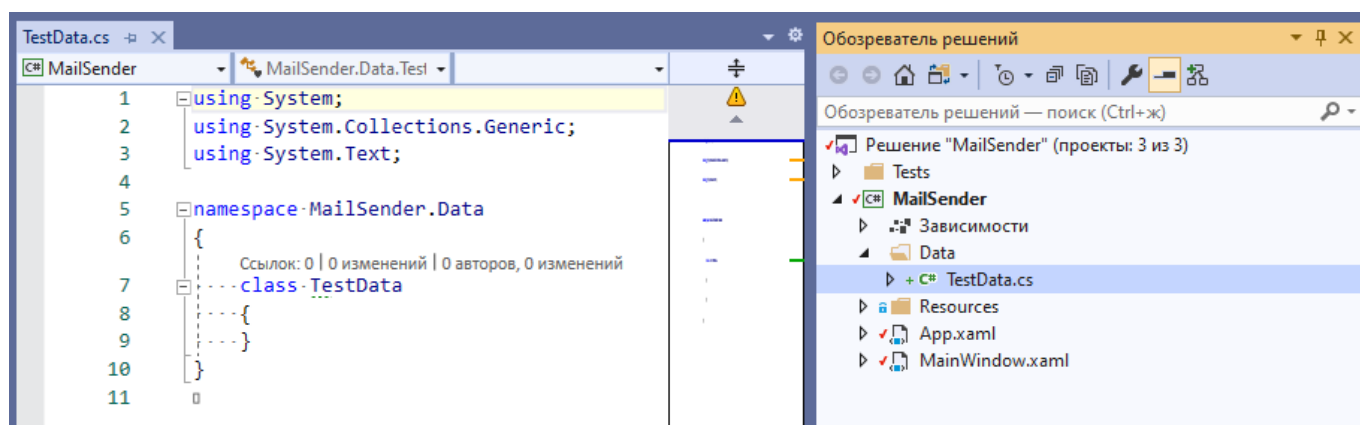 TestData.cs
MailSender
MailSender.Data.Test
1 using System;
2 using System.Collections.Generic;
3 using System.Text;
4
5 namespace MailSender.Data
6 {
Ссылок: 0 | 0 изменений | 0 авторов, 0 изменений
7 class TestData
8 {
9 }
10 }
11
Обозреватель решений
Обозреватель решений — поиск (Ctrl+ж)
Решение "MailSender" (проекты: 3 из 3)
Tests
C# MailSender
Зависимости
Data
+ C# TestData.cs
Resources
App.xaml
MainWindow.xaml